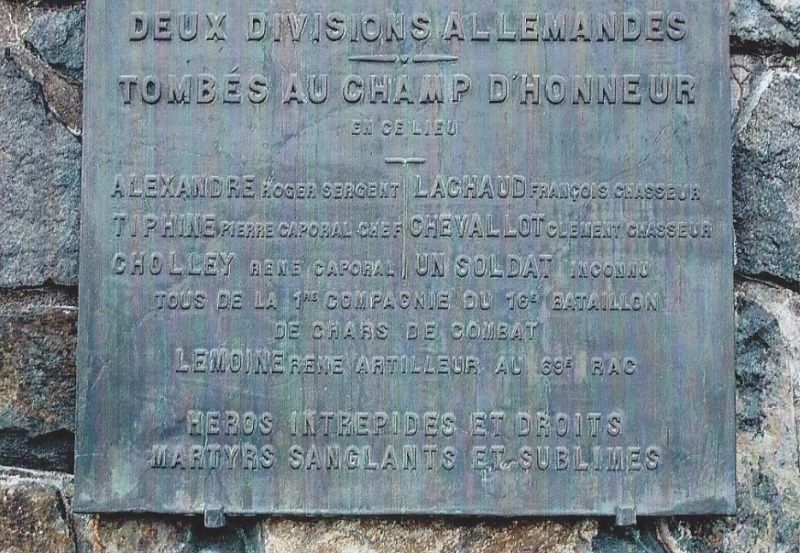 DEUX DIVISIONS ALLEMANDES
TOMBÉS AU CHAMP D'HONNEUR
EN CE LIEU
ALEXANDRE ROGER SERGENT LACHAUD FRANÇOIS CHASSEUR
TIPHINE PIERRE CAPORAL CHEF CHEVALLOT CLEMENT CHASSEUR
CHOLLEY RENE CAPORAL UN SOLDAT INCONNU
TOUS DE LA 1RE COMPAGNIE DU 16E BATAILLON
DE CHARS DE COMBAT
LEMOINE RENE ARTILLEUR AU 69E RAC
HEROS INTREPIDES ET DROITS
MARTYRS SANGLANTS ET SUBLIMES